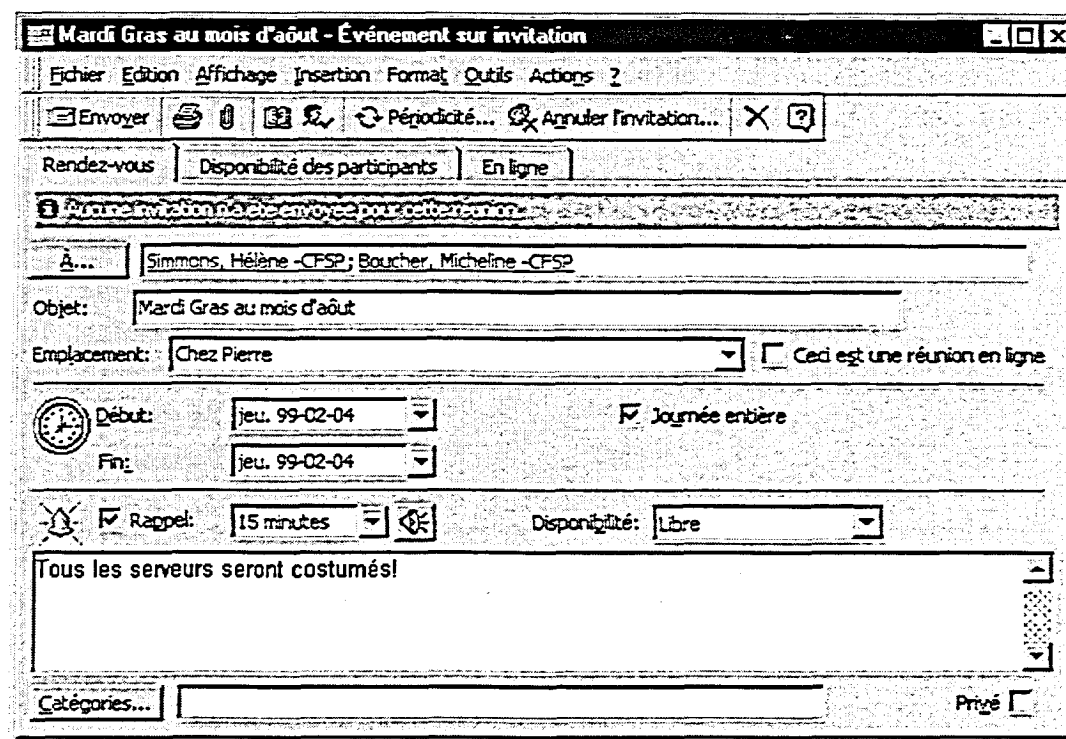 Mardi Gras au mois d'aôut - Événement sur invitation
Fichier Edition Affichage Insertion Format Outils Actions ?
Envoyer Périodicité... Annuler l'invitation...
Rendez-vous Disponibilité des participants En ligne
Aucune invitation n'a été envoyée pour cette réunion.
À... Simmons, Hélène -CFSP; Boucher, Micheline -CFSP
Objet: Mardi Gras au mois d'aôut
Emplacement: Chez Pierre Ceci est une réunion en ligne
Début: jeu. 99-02-04 Journée entière
Fin: jeu. 99-02-04
Rappel: 15 minutes Disponibilité: Libre
Tous les serveurs seront costumés!
Catégories... Privé